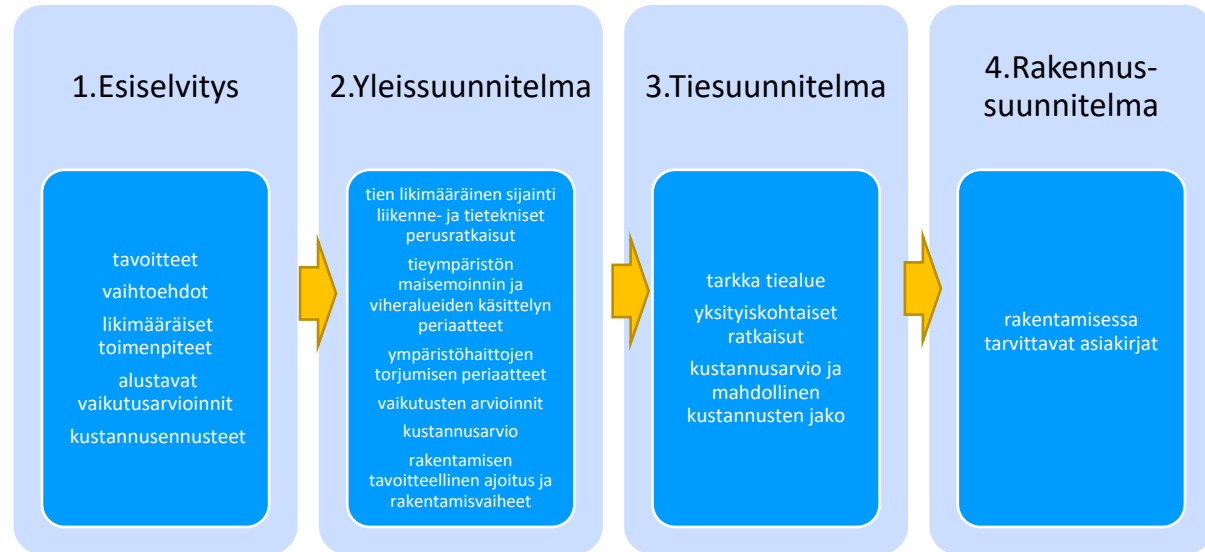 1.Esiselvitys
tavoitteet
vaihtoehdot
likimääräiset
toimenpiteet
alustavat
vaikutusarvioinnit
kustannusennusteet
2.Yleissuunnitelma
tien likimääräinen sijainti
liikenne- ja tietekniset
perusratkaisut
tieympäristön
maisemoinnin ja
viheralueiden käsittelyn
periaatteet
ympäristöhaittojen
torjumisen periaatteet
vaikutusten arvioinnit
kustannusarvio
rakentamisen
tavoitteellinen ajoitus ja
rakentamisvaiheet
3.Tiesuunnitelma
tarkka tiealue
yksityiskohtaiset
ratkaisut
kustannusarvio ja
mahdollinen
kustannusten jako
4.Rakennus-
suunnitelma
rakentamisessa
tarvittavat asiakirjat